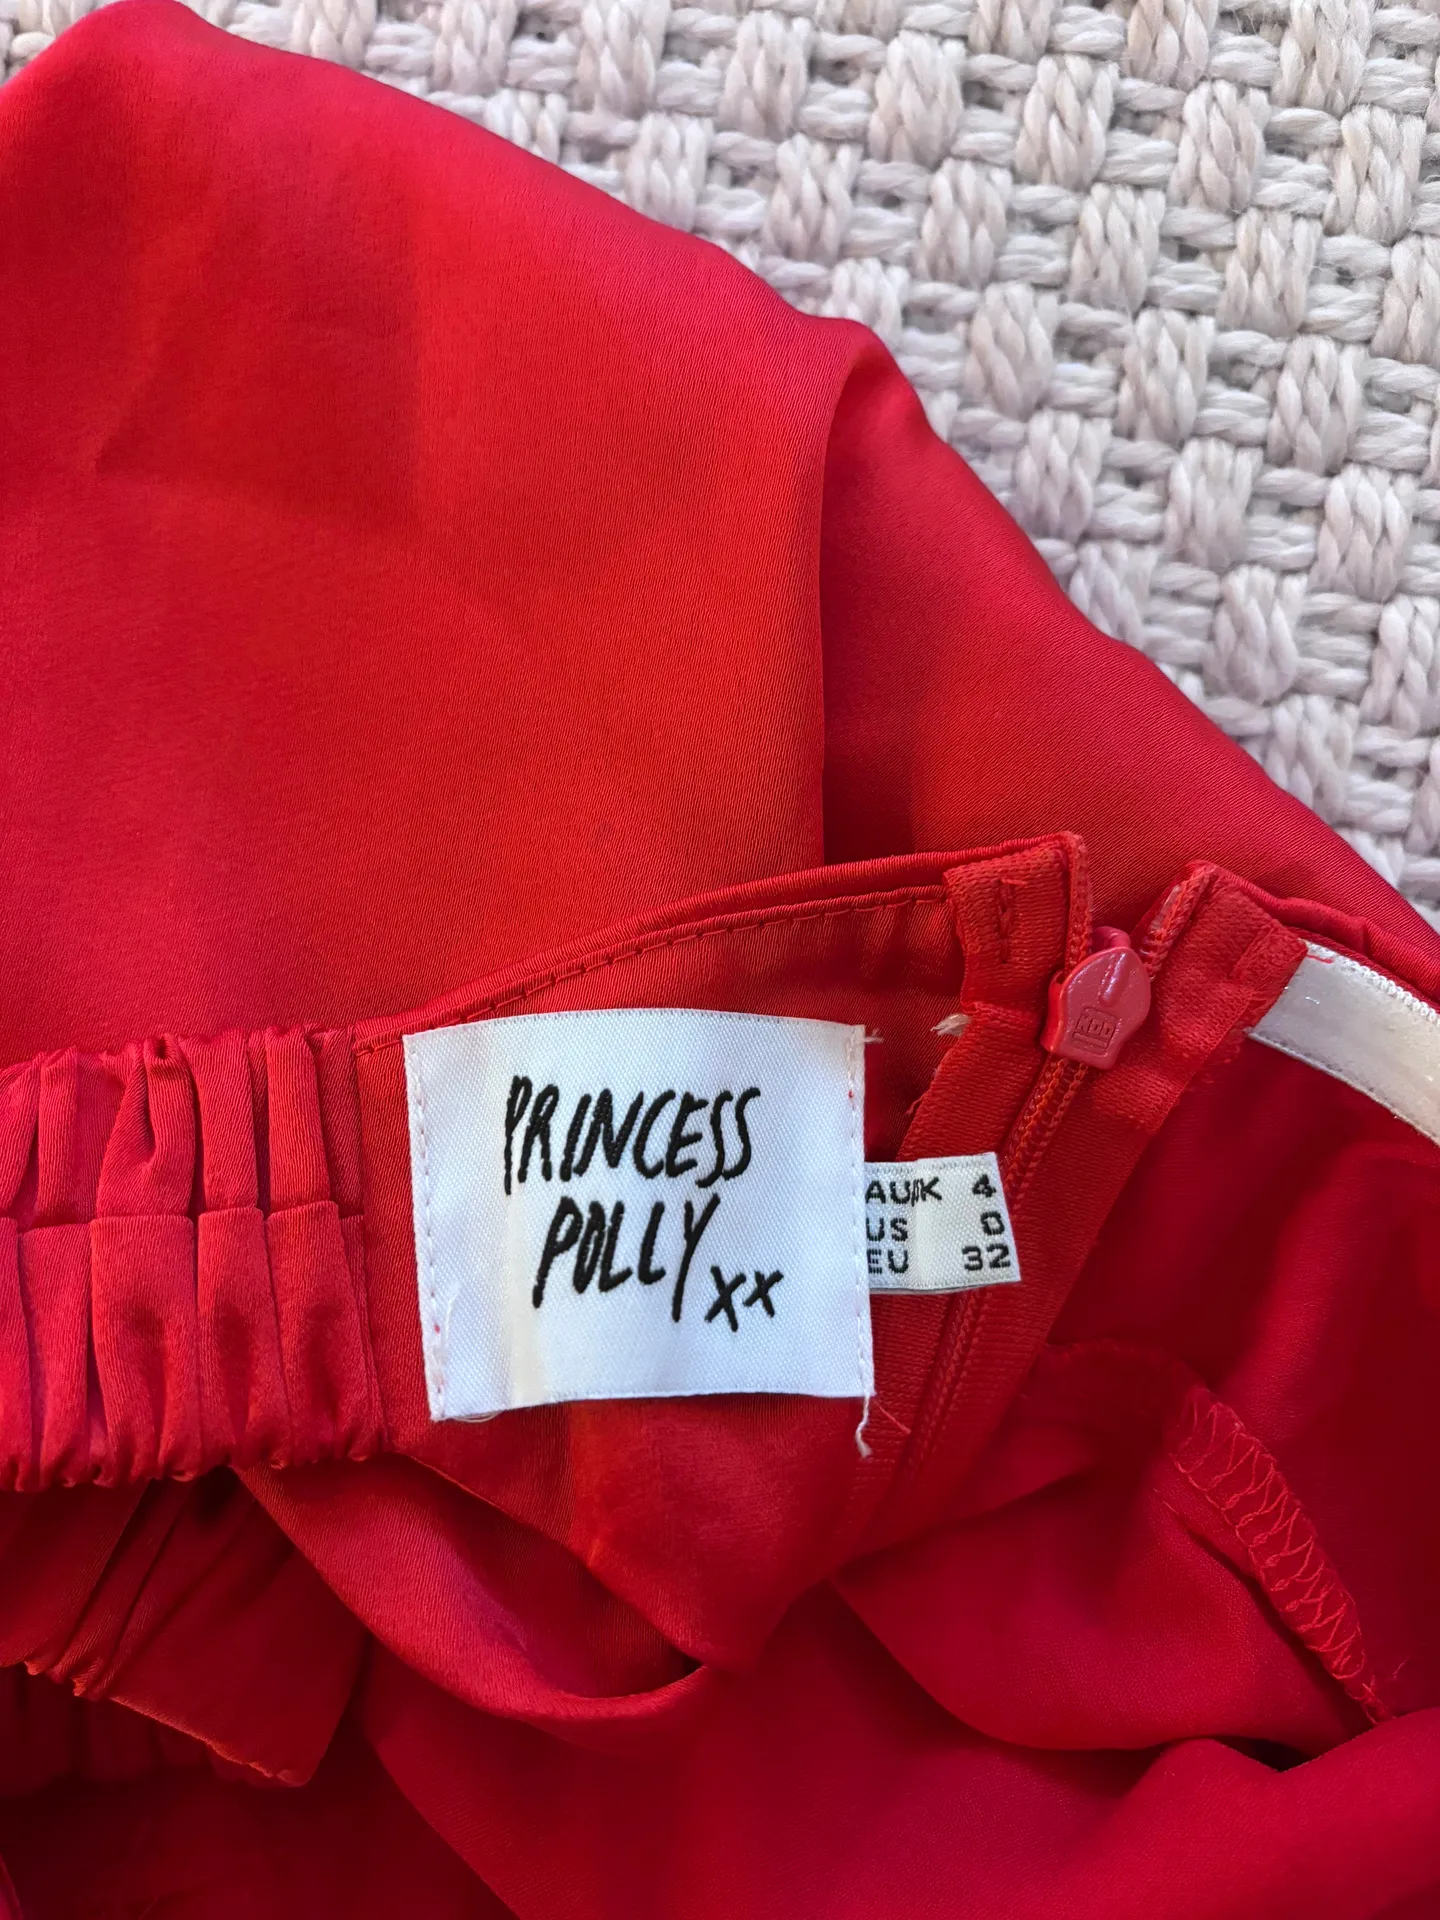 PRINCESS
POLLY xx
AU/UK 4
US 0
EU 32